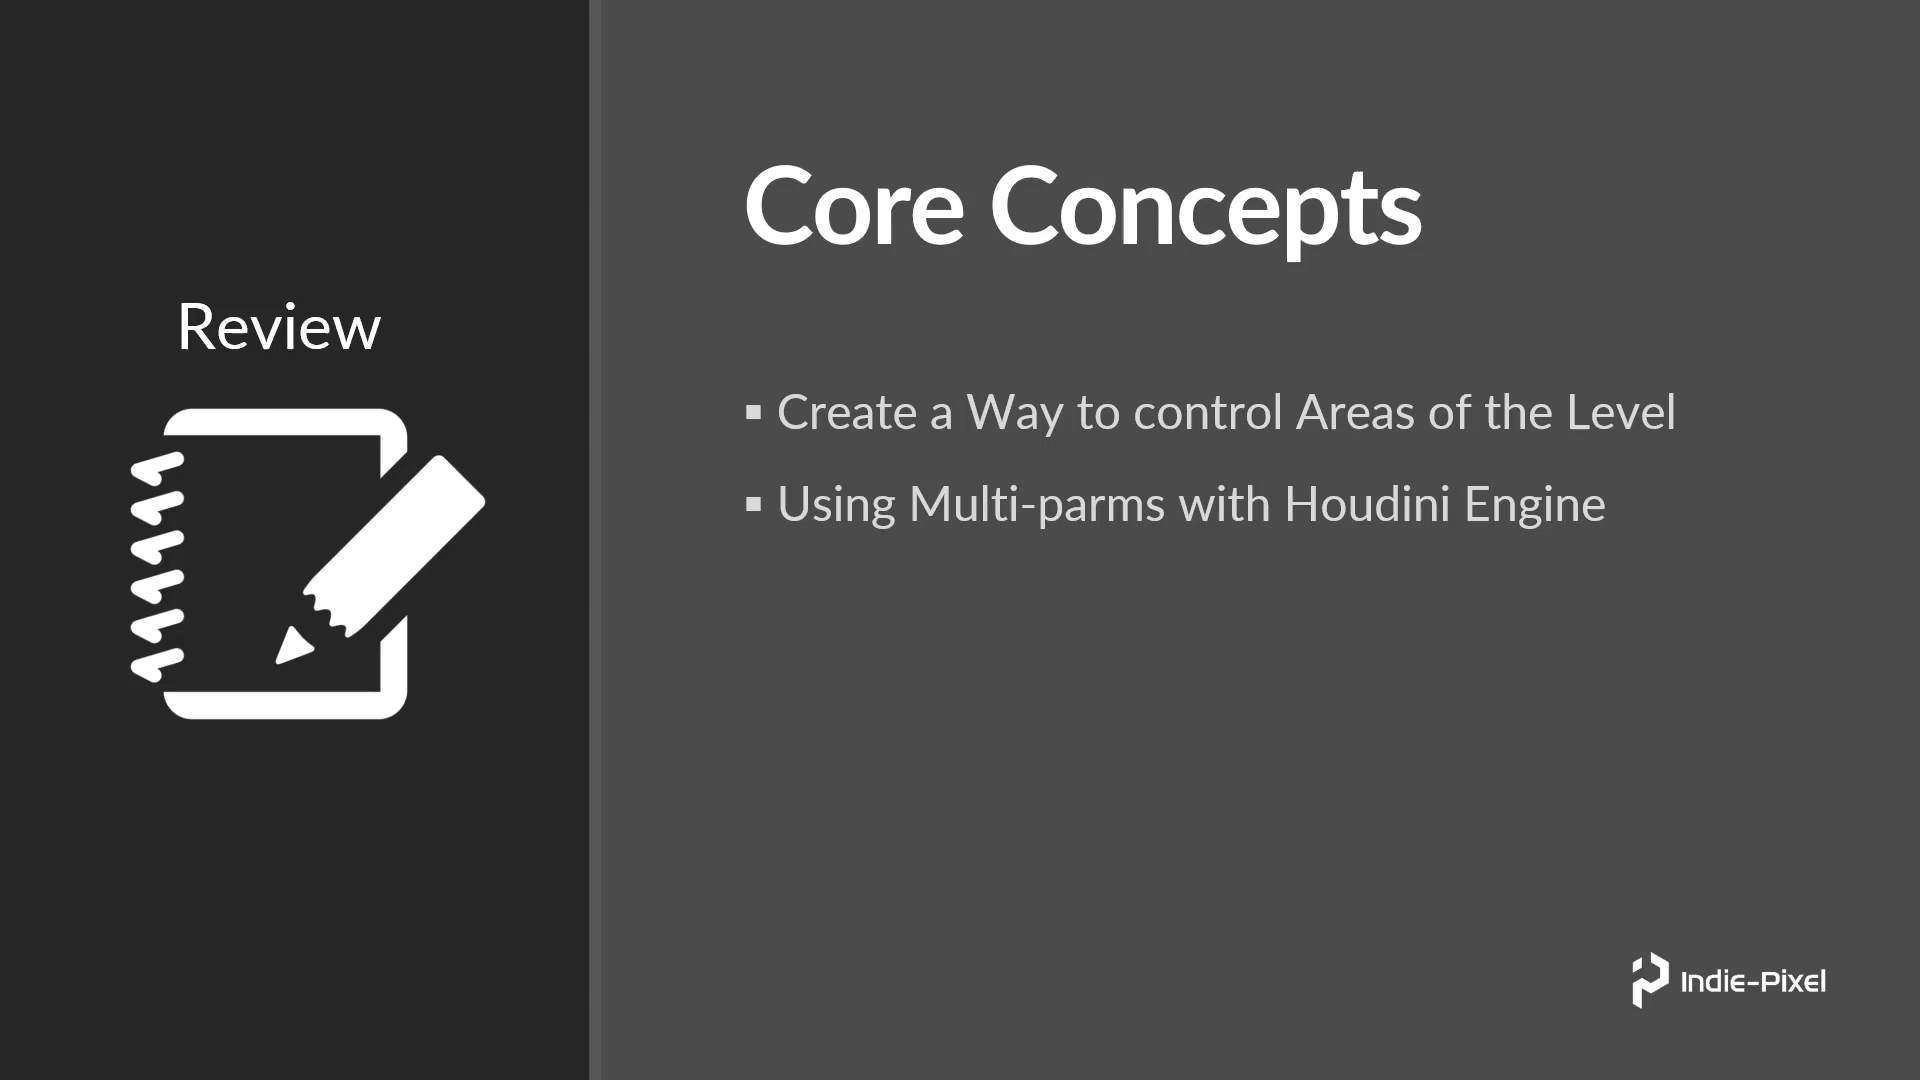 Review
Core Concepts
▪ Create a Way to control Areas of the Level
▪ Using Multi-parms with Houdini Engine
Indie-Pixel